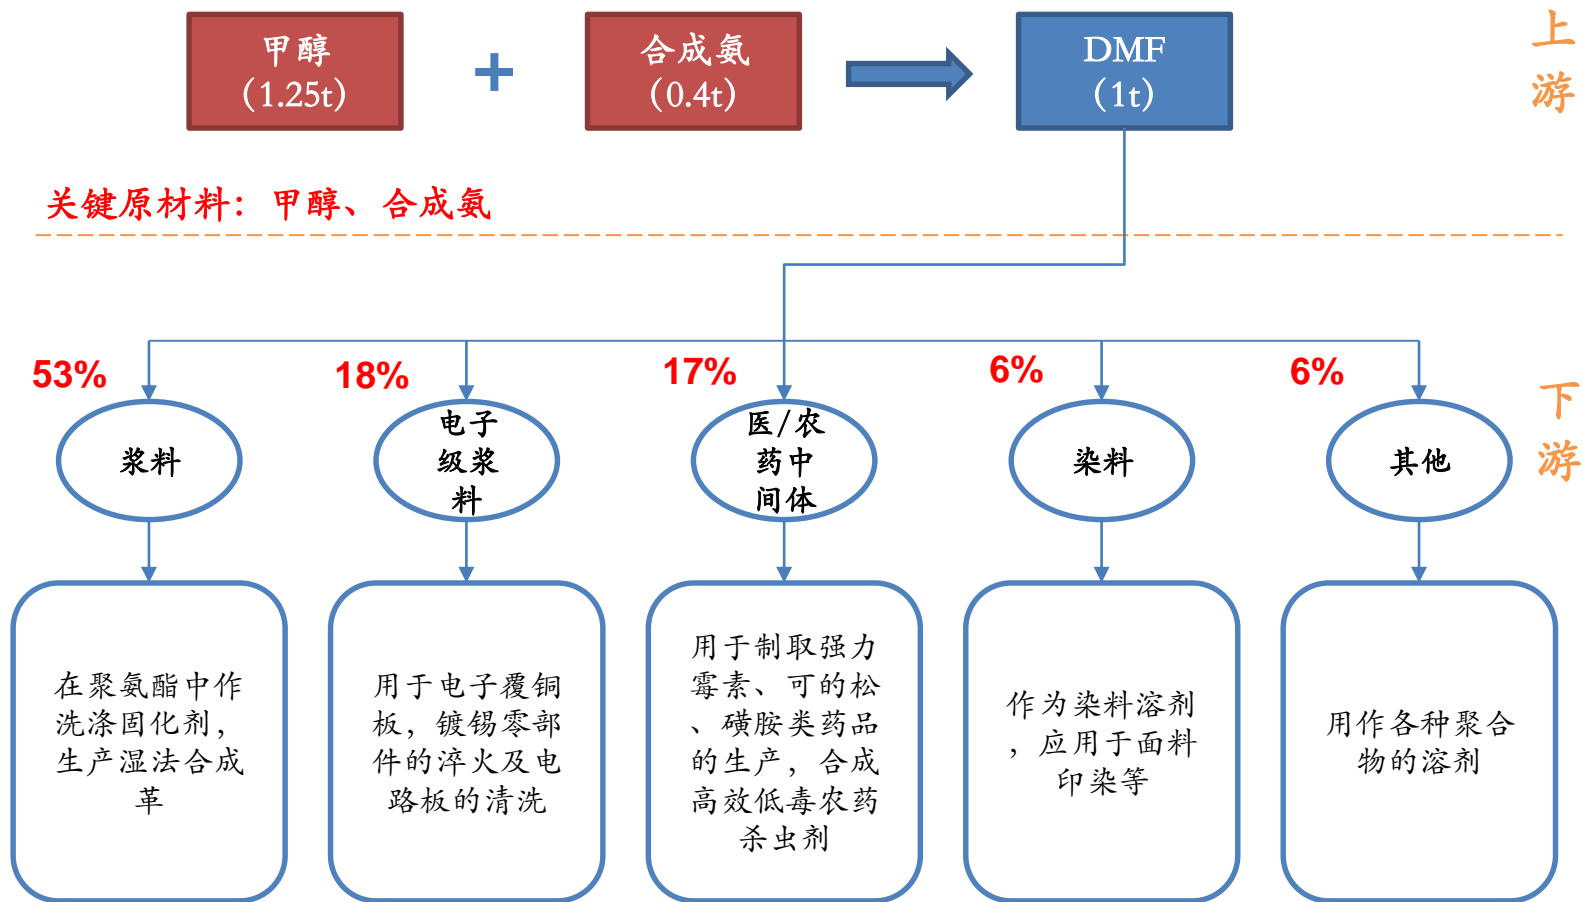 甲醇
(1.25t)
+
合成氨
(0.4t)
DMF
(1t)
上
游
关键原材料：甲醇、合成氨
53%
18%
17%
6%
6%
下
游
浆料
电子
级浆
料
医/农
药中
间体
染料
其他
在聚氨酯中作
洗涤固化剂，
生产湿法合成
革
用于电子覆铜
板，镀锡零部
件的淬火及电
路板的清洗
用于制取强力
霉素、可的松
、磺胺类药品
的生产，合成
高效低毒农药
杀虫剂
作为染料溶剂
，应用于面料
印染等
用作各种聚合
物的溶剂